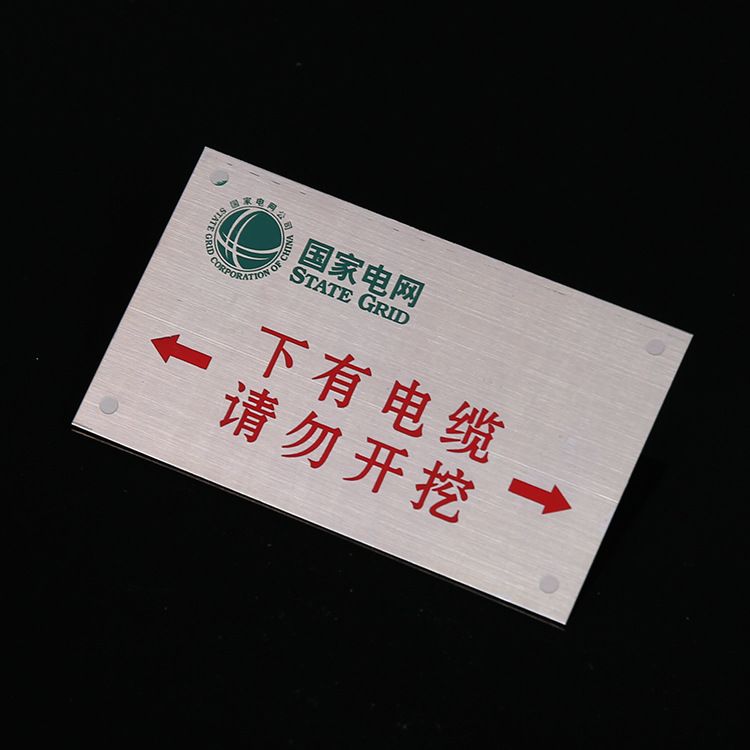 国家电网公司
STATE GRID CORPORATION OF CHINA
国家电网
STATE GRID
下有电缆
请勿开挖